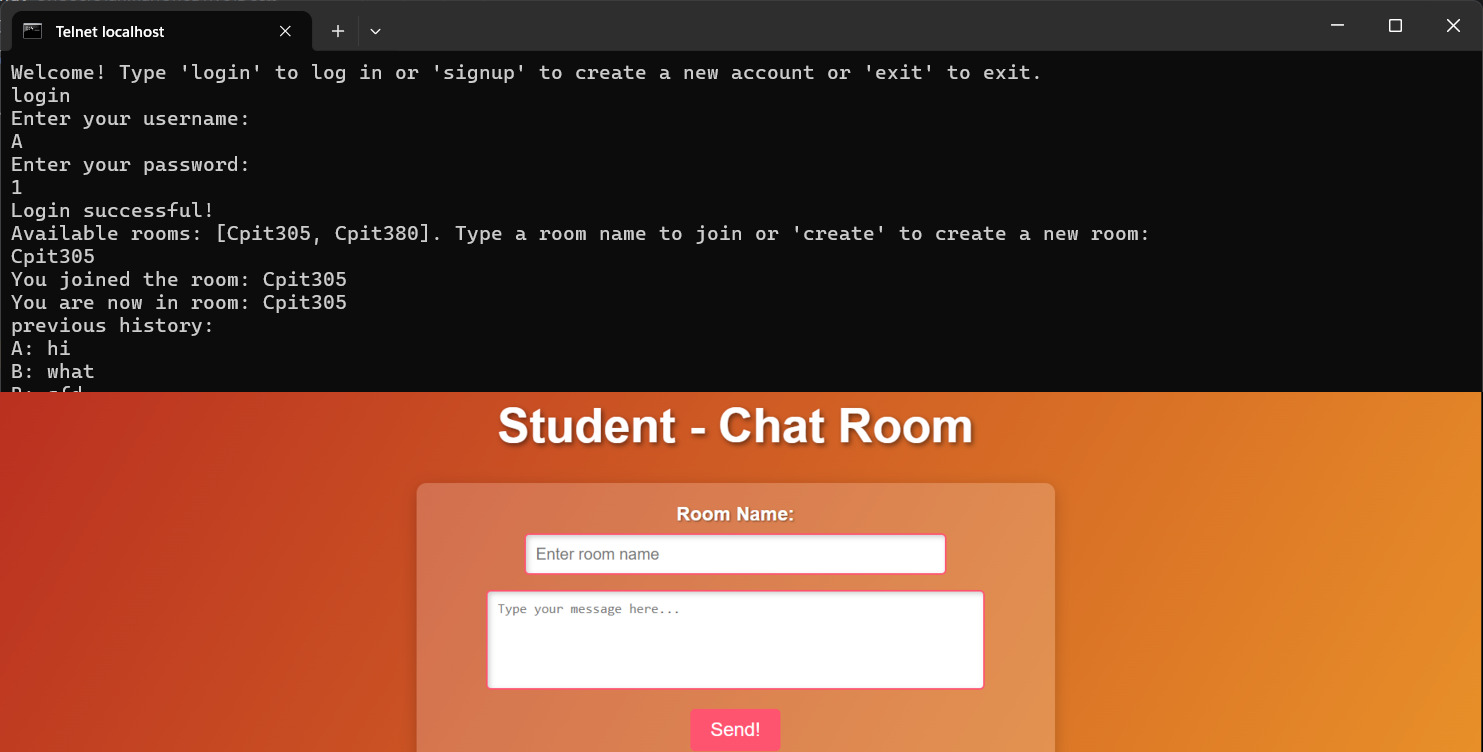 Telnet localhost
Welcome! Type 'login' to log in or 'signup' to create a new account or 'exit' to exit.
login
Enter your username:
A
Enter your password:
1
Login successful!
Available rooms: [Cpit305, Cpit380]. Type a room name to join or 'create' to create a new room:
Cpit305
You joined the room: Cpit305
You are now in room: Cpit305
previous history:
A: hi
B: what
Student - Chat Room
Room Name:
Enter room name
Type your message here...
Send!